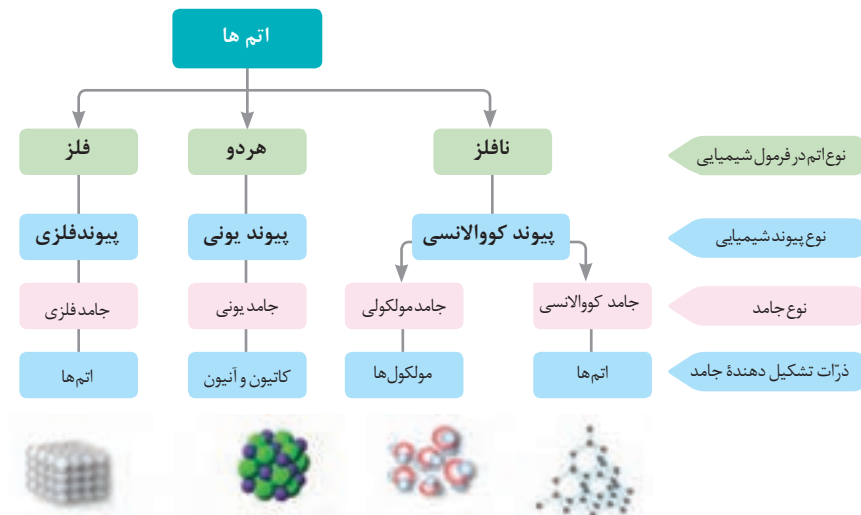 اتم ها
نافلز
هردو
فلز
نوع اتم در فرمول شیمیایی
پیوند کووالانسی
پیوند یونی
پیوند فلزی
نوع پیوند شیمیایی
جامد کووالانسی
جامد مولکولی
جامد یونی
جامد فلزی
نوع جامد
اتم‌ها
مولکول‌ها
کاتیون و آنیون
اتم‌ها
ذرّات تشکیل دهندهٔ جامد